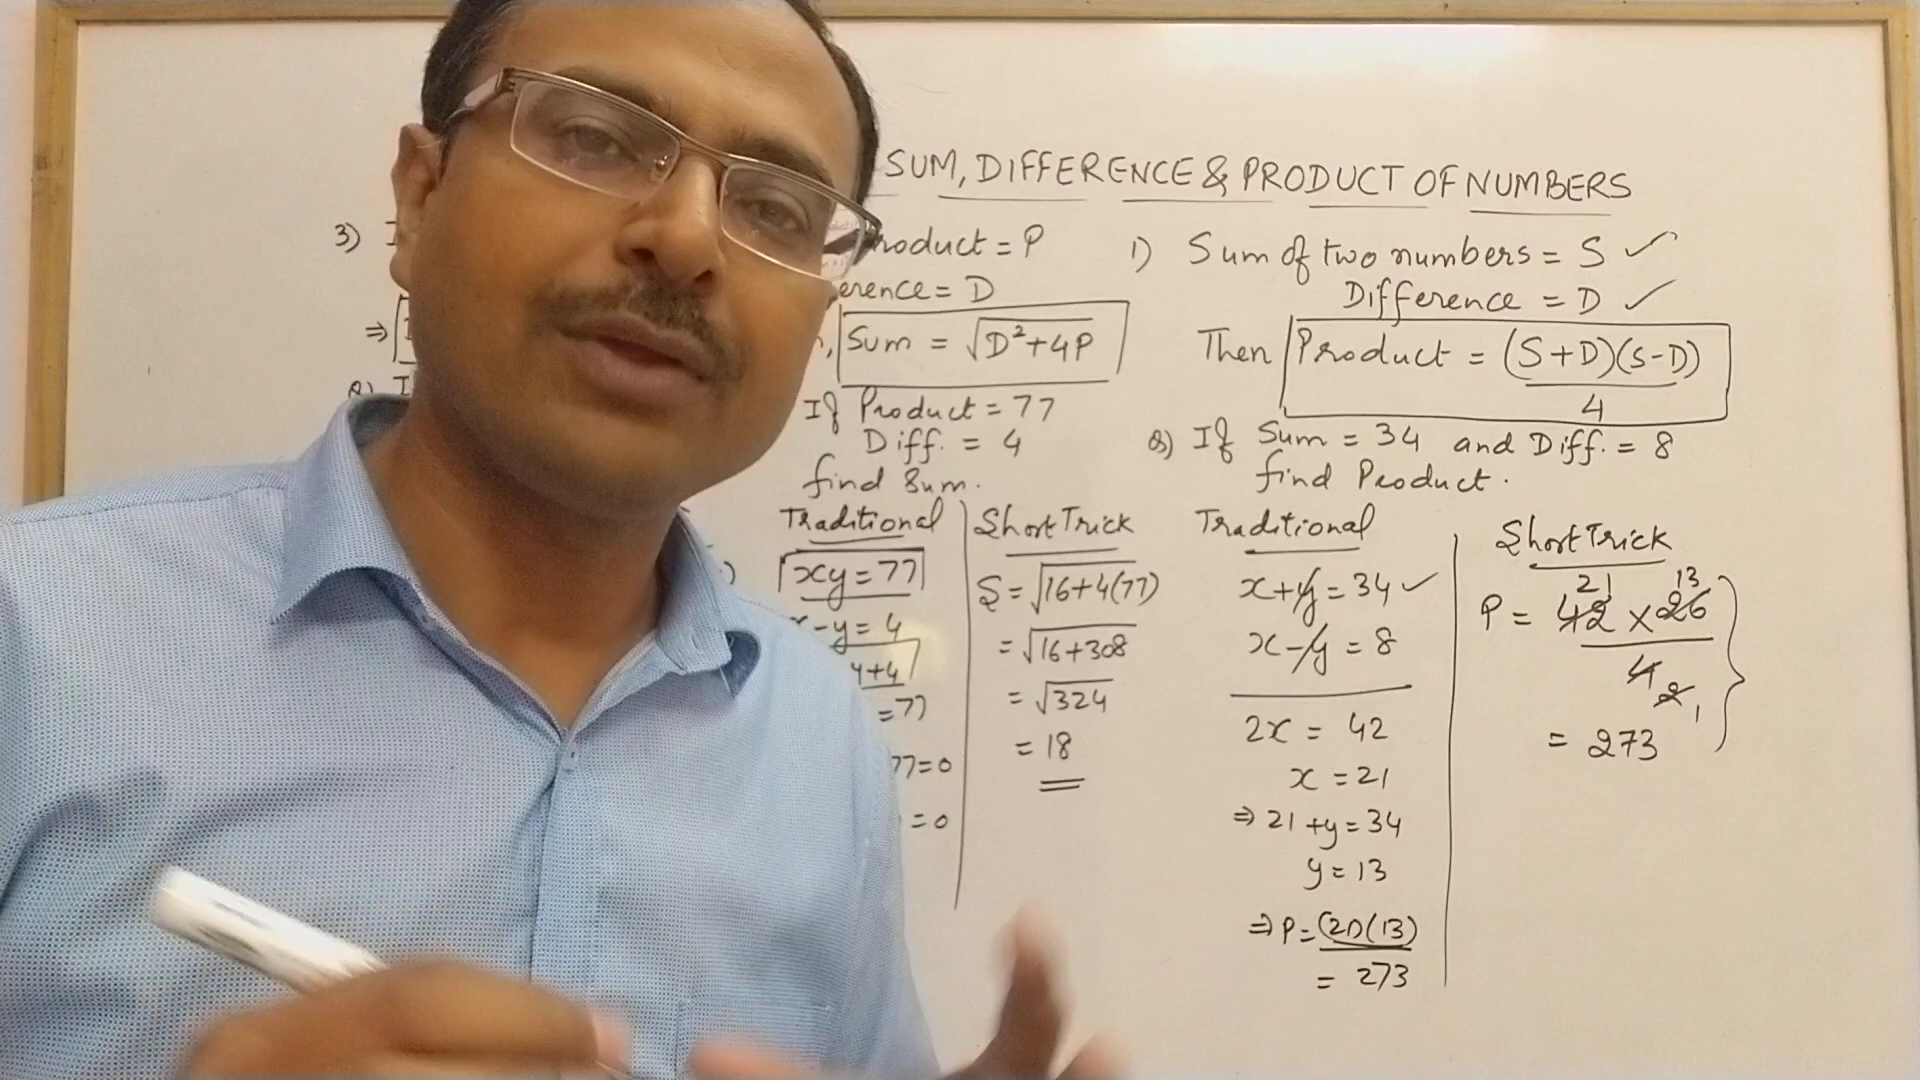 SUM, DIFFERENCE & PRODUCT OF NUMBERS
3) I
Product = P
erence = D
⇒
Sum = √D²+4P
If Product = 77
Diff. = 4
find Sum.
Traditional
xy = 77
x-y = 4
y+4
=77
77=0
=0
Short Trick
S = √16+4(77)
= √16+308
= √324
= 18
1) Sum of two numbers = S ✓
Difference = D ✓
Then Product = (S+D)(S-D)
4
Q) If Sum = 34 and Diff. = 8
find Product.
Traditional
x+y = 34 ✓
x-y = 8
2x = 42
x = 21
⇒ 21+y = 34
y = 13
⇒ P = (21)(13)
= 273
Short Trick
21 13
P = 42 x 26
4 2 1
= 273